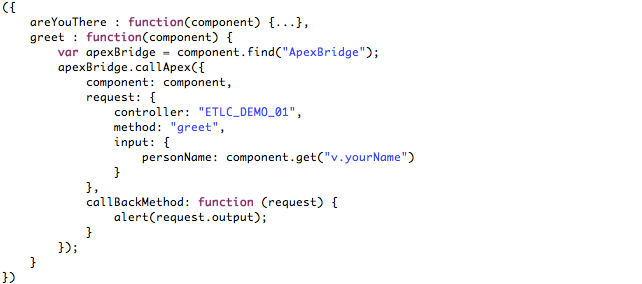 ({
    areYouThere : function(component) {...},
    greet : function(component) {
        var apexBridge = component.find("ApexBridge");
        apexBridge.callApex({
            component: component,
            request: {
                controller: "ETLC_DEMO_01",
                method: "greet",
                input: {
                    personName: component.get("v.yourName")
                }
            },
            callBackMethod: function (request) {
                alert(request.output);
            }
        });
    }
})